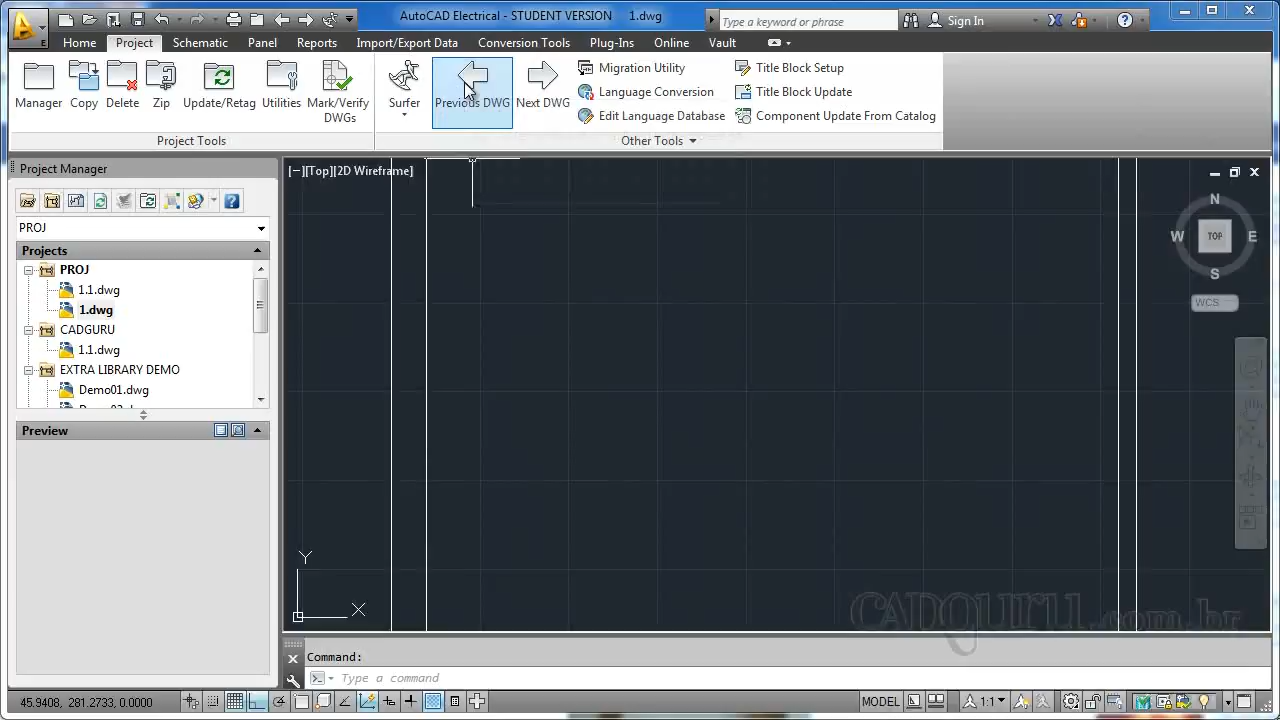 AutoCAD Electrical - STUDENT VERSION 1.dwg
Type a keyword or phrase
Sign In
Home Project Schematic Panel Reports Import/Export Data Conversion Tools Plug-Ins Online Vault
Manager Copy Delete Zip Update/Retag Utilities Mark/Verify DWGs
Surfer Previous DWG Next DWG
Migration Utility
Language Conversion
Edit Language Database
Title Block Setup
Title Block Update
Component Update From Catalog
Project Tools
Other Tools
Project Manager
PROJ
Projects
PROJ
1.1.dwg
1.dwg
CADGURU
1.1.dwg
EXTRA LIBRARY DEMO
Demo01.dwg
Preview
[−][Top][2D Wireframe]
N
W TOP E
S
WCS
Y
X
CADGURU.com.br
Command:
Type a command
45.9408, 281.2733, 0.0000
MODEL
1:1